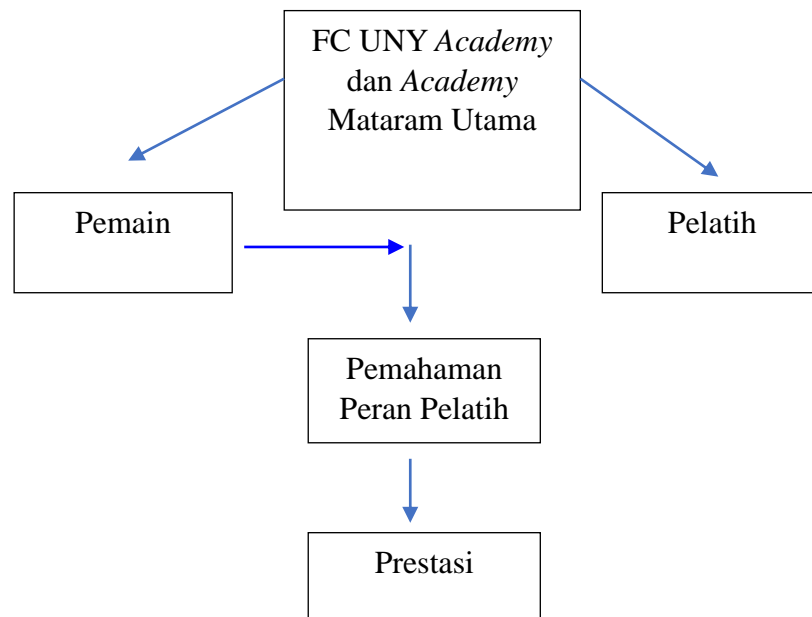 FC UNY Academy
dan Academy
Mataram Utama
Pemain
Pelatih
Pemahaman
Peran Pelatih
Prestasi